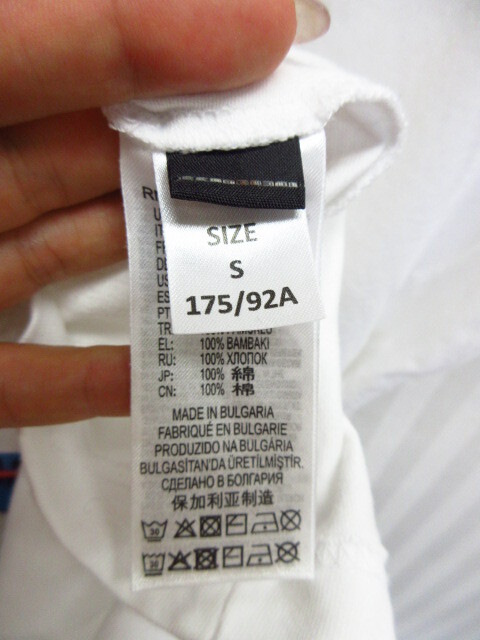 SIZE
S
175/92A
EL: 100% BAMBAKI
RU: 100% ХЛОПОК
JP: 100% 綿
CN: 100% 棉
MADE IN BULGARIA
FABRIQUÉ EN BULGARIE
PRODUZIDO NA BULGÁRIA
BULGASİTAN'DA ÜRETİLMİŞTİR.
СДЕЛАНО В БОЛГАРИЯ
保加利亚制造
30
30